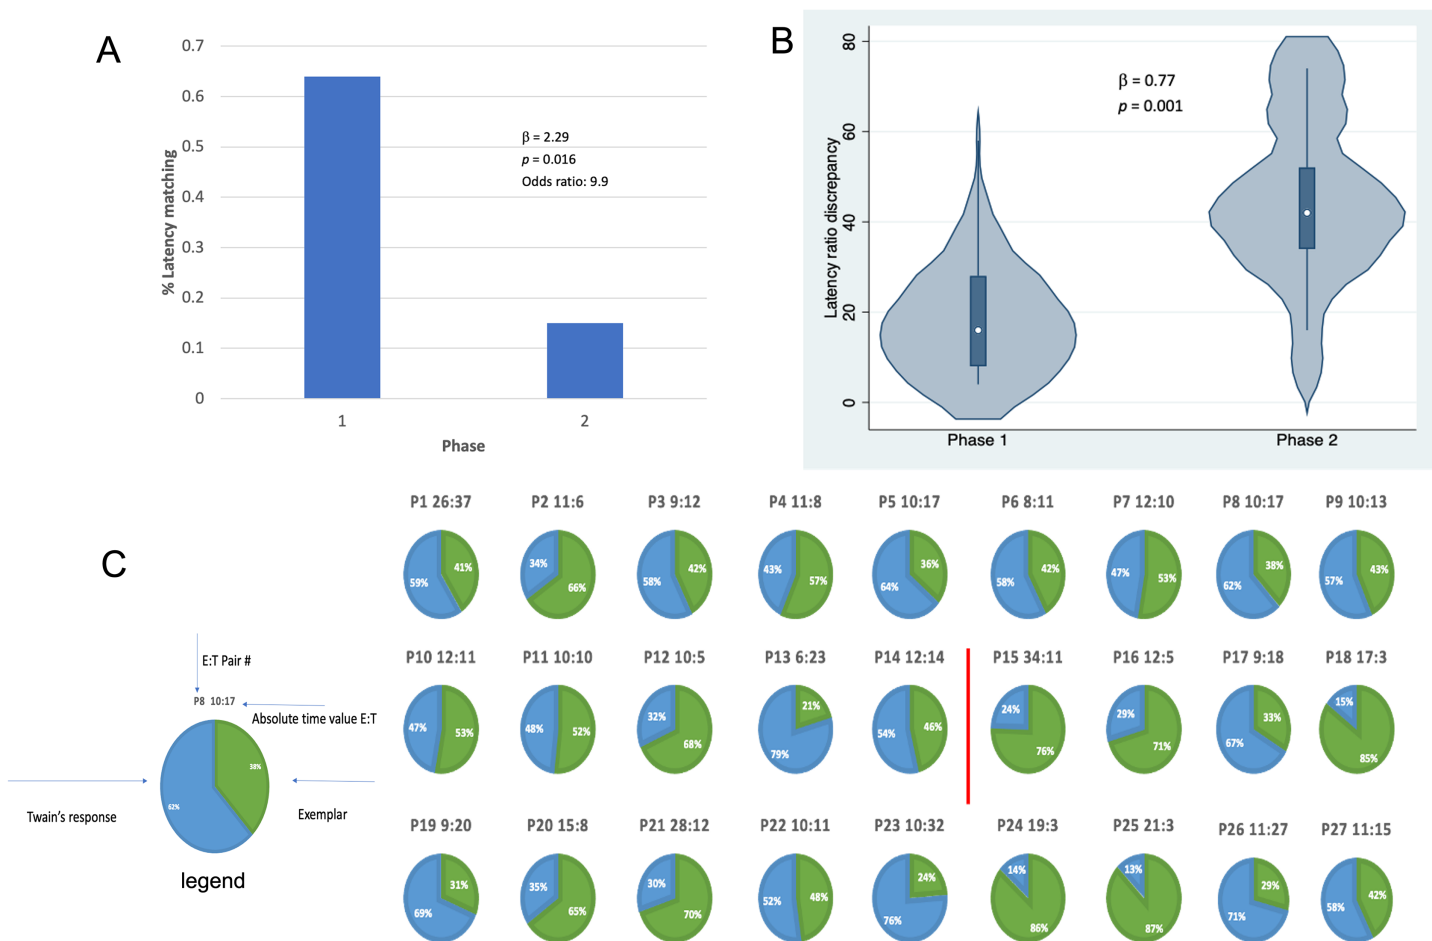 A
0.7
0.6
0.5
0.4
0.3
0.2
0.1
0
% Latency matching
β = 2.29
p = 0.016
Odds ratio: 9.9
1
2
Phase
B
80
60
40
20
0
Latency ratio discrepancy
β = 0.77
p = 0.001
Phase 1
Phase 2
C
E:T Pair #
P8 10:17
Absolute time value E:T
38%
62%
Twain's response
Exemplar
legend
P1 26:37
P2 11:6
P3 9:12
P4 11:8
P5 10:17
P6 8:11
P7 12:10
P8 10:17
P9 10:13
59%
41%
34%
66%
58%
42%
43%
57%
64%
36%
58%
42%
47%
53%
62%
38%
57%
43%
P10 12:11
P11 10:10
P12 10:5
P13 6:23
P14 12:14
P15 34:11
P16 12:5
P17 9:18
P18 17:3
47%
53%
48%
52%
32%
68%
79%
21%
54%
46%
24%
76%
29%
71%
67%
33%
15%
85%
P19 9:20
P20 15:8
P21 28:12
P22 10:11
P23 10:32
P24 19:3
P25 21:3
P26 11:27
P27 11:15
69%
31%
35%
65%
30%
70%
52%
48%
76%
24%
14%
86%
13%
87%
71%
29%
58%
42%